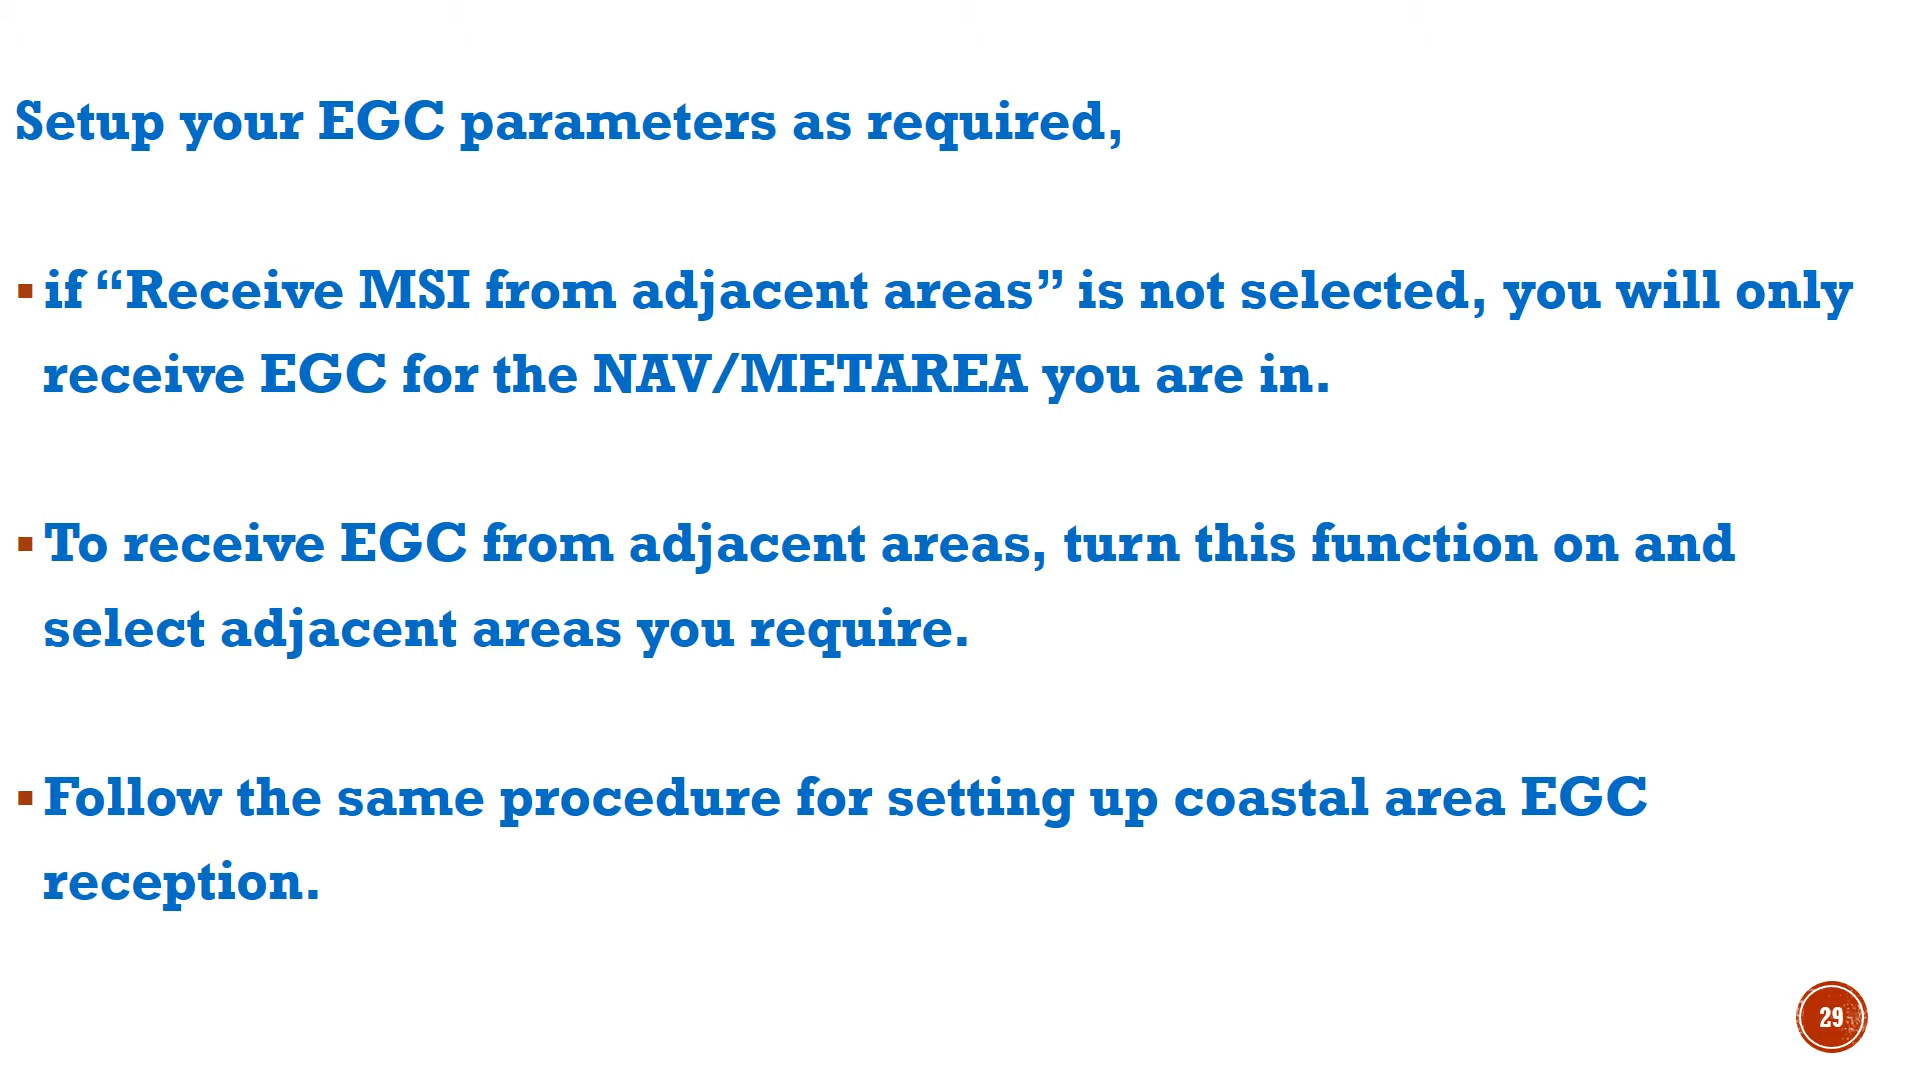 Setup your EGC parameters as required,
▪ if “Receive MSI from adjacent areas” is not selected, you will only
receive EGC for the NAV/METAREA you are in.
▪ To receive EGC from adjacent areas, turn this function on and
select adjacent areas you require.
▪ Follow the same procedure for setting up coastal area EGC
reception.
29